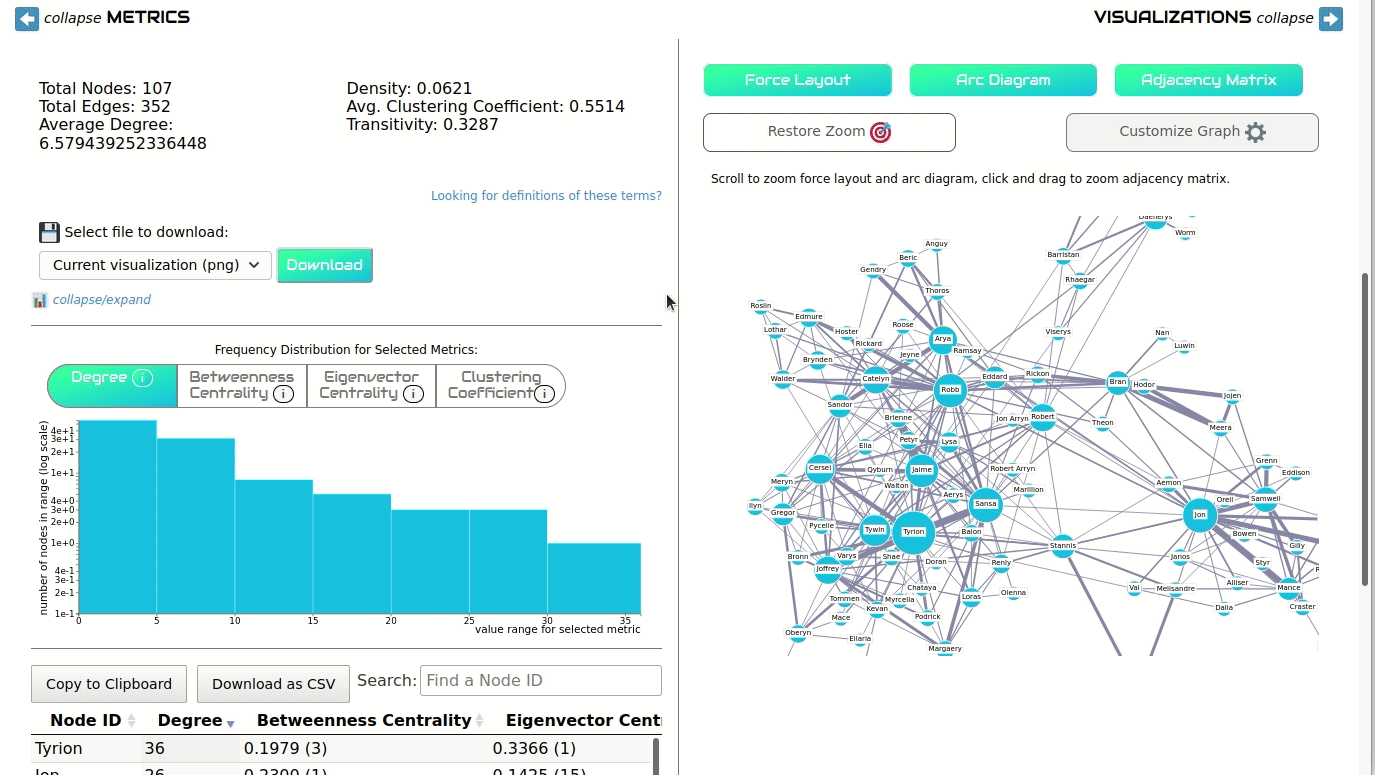 collapse METRICS
VISUALIZATIONS collapse
Total Nodes: 107
Total Edges: 352
Average Degree:
6.579439252336448
Density: 0.0621
Avg. Clustering Coefficient: 0.5514
Transitivity: 0.3287
Looking for definitions of these terms?
Select file to download:
Current visualization (png)
Download
collapse/expand
Frequency Distribution for Selected Metrics:
Degree i
Betweenness
Centrality i
Eigenvector
Centrality i
Clustering
Coefficient i
number of nodes in range (log scale)
4e+1
3e+1
2e+1
1e+1
4e+0
3e+0
2e+0
1e+0
4e-1
3e-1
2e-1
1e-1
0 5 10 15 20 25 30 35
value range for selected metric
Copy to Clipboard
Download as CSV
Search: Find a Node ID
Node ID Degree Betweenness Centrality Eigenvector Cent
Tyrion 36 0.1979 (3) 0.3366 (1)
Jon 26 0.2300 (1) 0.1425 (15)
Force Layout
Arc Diagram
Adjacency Matrix
Restore Zoom
Customize Graph
Scroll to zoom force layout and arc diagram, click and drag to zoom adjacency matrix.
Daenerys
Worm
Anguy
Barristan
Beric
Gendry
Rhaegar
Thoros
Roslin
Edmure
Roose
Lothar
Hoster
Viserys
Nan
Arya
Rickard
Luwin
Jeyne
Ramsay
Brynden
Walder
Catelyn
Eddard
Rickon
Bran
Hodor
Robb
Jojen
Sandor
Brienne
Jon Arryn
Robert
Theon
Meera
Petyr
Lysa
Elia
Grenn
Cersei
Qyburn
Jaime
Robert Arryn
Eddison
Meryn
Walton
Aemon
Marillion
Aerys
Orell
Samwell
Ilyn
Sansa
Gregor
Jon
Pycelle
Tywin
Tyrion
Balon
Bowen
Stannis
Gilly
Bronn
Varys
Shae
Janos
Doran
Renly
Styr
Joffrey
Alliser
Chataya
Val
Melisandre
Mance
Olenna
Tommen
Myrcella
Loras
Kevan
Dalla
Craster
Mace
Podrick
Oberyn
Ellaria
Margaery